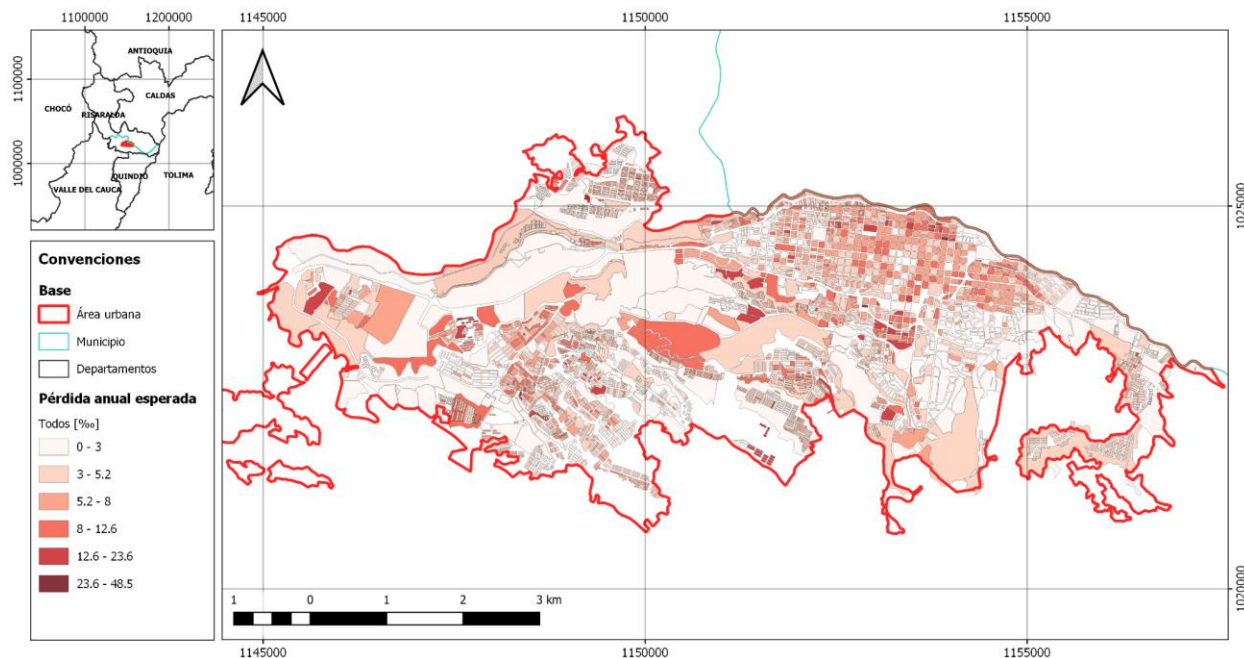 1100000 1200000
1100000
1000000
ANTIOQUIA
CALDAS
CHOCÓ
RISARALDA
QUINDÍO
TOLIMA
VALLE DEL CAUCA
Convenciones
Base
Área urbana
Municipio
Departamentos
Pérdida anual esperada
Todos [‰]
0 - 3
3 - 5.2
5.2 - 8
8 - 12.6
12.6 - 23.6
23.6 - 48.5
1145000 1150000 1155000
1025000
1020000
1 0 1 2 3 km
1145000 1150000 1155000